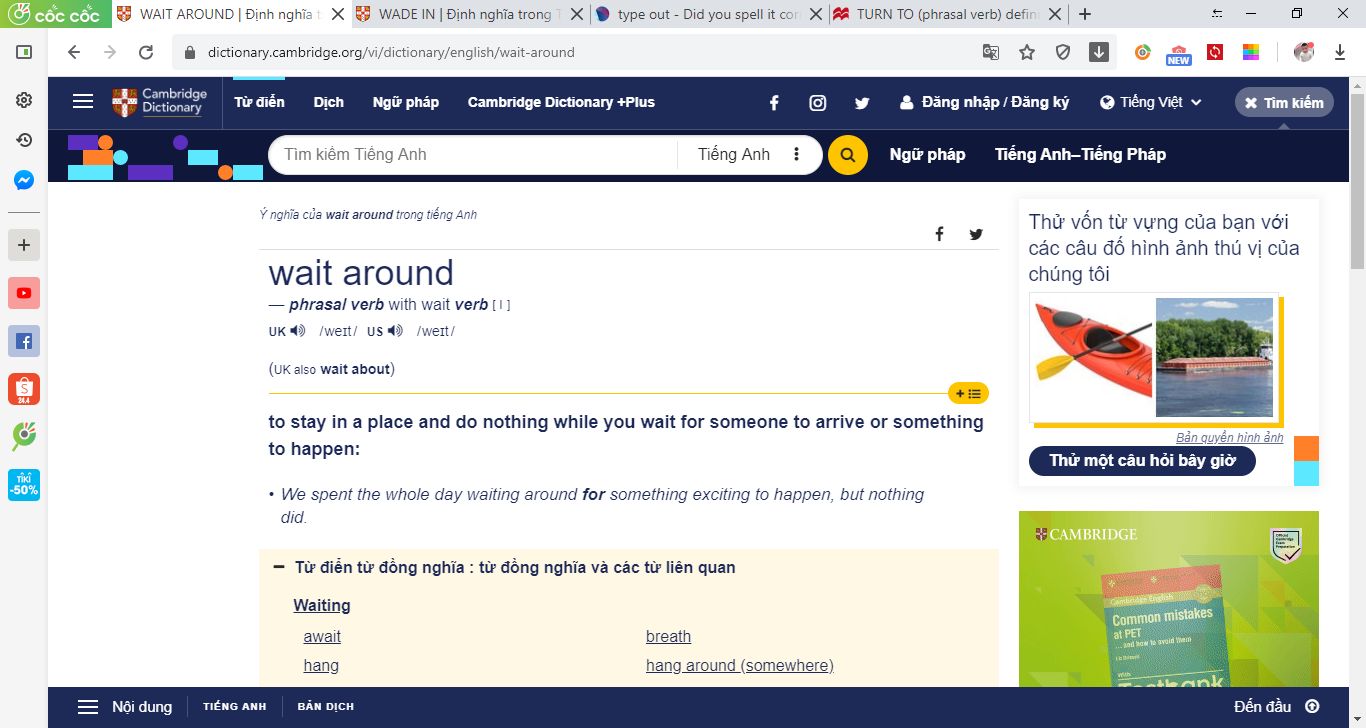 cốc cốc
WAIT AROUND | Định nghĩa t
WADE IN | Định nghĩa trong T
type out - Did you spell it cor
TURN TO (phrasal verb) defini
dictionary.cambridge.org/vi/dictionary/english/wait-around
NEW
Cambridge
Dictionary
Từ điển
Dịch
Ngữ pháp
Cambridge Dictionary +Plus
Đăng nhập / Đăng ký
Tiếng Việt
Tìm kiếm
Tìm kiếm Tiếng Anh
Tiếng Anh
Ngữ pháp
Tiếng Anh–Tiếng Pháp
Ý nghĩa của wait around trong tiếng Anh
wait around
— phrasal verb with wait verb [ I ]
UK /weɪt/ US /weɪt/
(UK also wait about)
to stay in a place and do nothing while you wait for someone to arrive or something
to happen:
• We spent the whole day waiting around for something exciting to happen, but nothing
did.
Từ điển từ đồng nghĩa : từ đồng nghĩa và các từ liên quan
Waiting
await
breath
hang
hang around (somewhere)
Thử vốn từ vựng của bạn với
các câu đố hình ảnh thú vị của
chúng tôi
Bản quyền hình ảnh
Thử một câu hỏi bây giờ
CAMBRIDGE
Cambridge English
Common mistakes
at PET
... and how to avoid them
With
Testbank
24.4
TIKI
-50%
Nội dung
TIẾNG ANH
BẢN DỊCH
Đến đầu